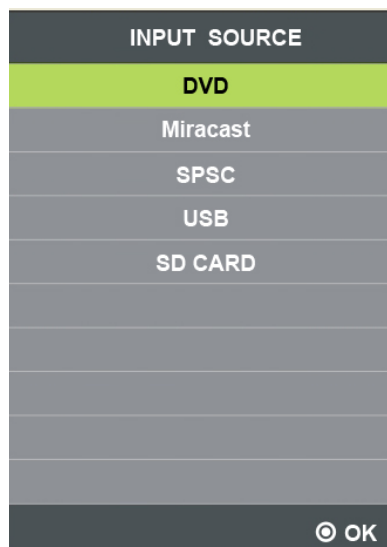 INPUT SOURCE
DVD
Miracast
SPSC
USB
SD CARD
OK